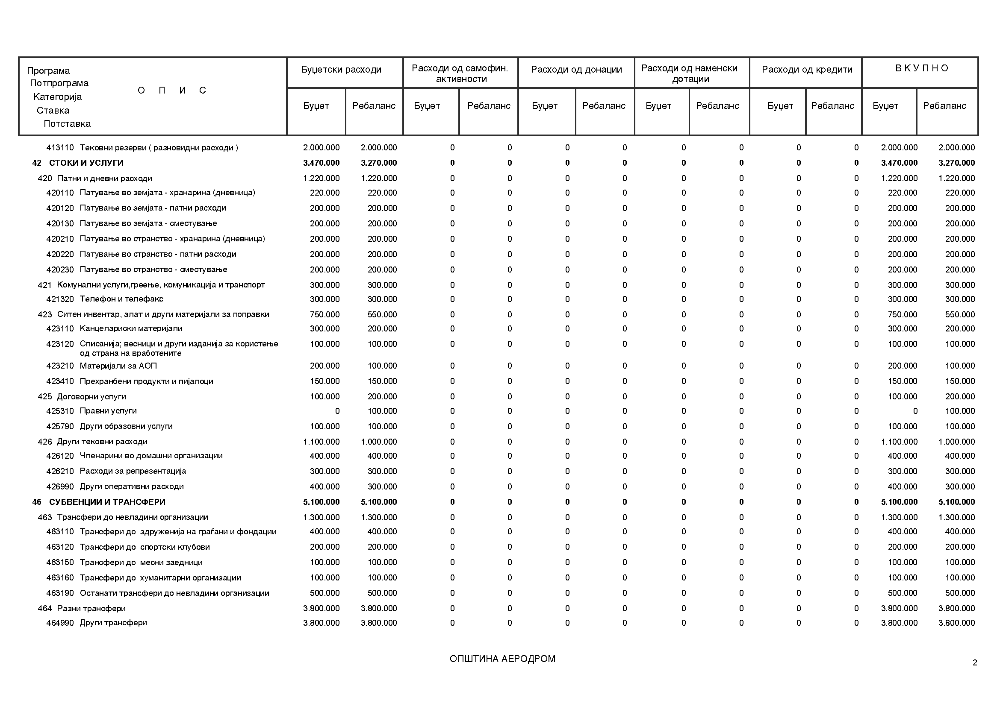 Програма
Потпрограма
Категорија
Ставка
Потставка
О П И С
Буџетски расходи Расходи од самофин. активности Расходи од донации Расходи од наменски дотации Расходи од кредити В К У П Н О
Буџет Ребаланс Буџет Ребаланс Буџет Ребаланс Буџет Ребаланс Буџет Ребаланс Буџет Ребаланс
413110 Тековни резерви ( разновидни расходи ) 2.000.000 2.000.000 0 0 0 0 0 0 0 0 2.000.000 2.000.000
42 СТОКИ И УСЛУГИ 3.470.000 3.270.000 0 0 0 0 0 0 0 0 3.470.000 3.270.000
420 Патни и дневни расходи 1.220.000 1.220.000 0 0 0 0 0 0 0 0 1.220.000 1.220.000
420110 Патување во земјата - хранарина (дневница) 220.000 220.000 0 0 0 0 0 0 0 0 220.000 220.000
420120 Патување во земјата - патни расходи 200.000 200.000 0 0 0 0 0 0 0 0 200.000 200.000
420130 Патување во земјата - сместување 200.000 200.000 0 0 0 0 0 0 0 0 200.000 200.000
420210 Патување во странство - хранарина (дневница) 200.000 200.000 0 0 0 0 0 0 0 0 200.000 200.000
420220 Патување во странство - патни расходи 200.000 200.000 0 0 0 0 0 0 0 0 200.000 200.000
420230 Патување во странство - сместување 200.000 200.000 0 0 0 0 0 0 0 0 200.000 200.000
421 Комунални услуги,греење, комуникација и транспорт 300.000 300.000 0 0 0 0 0 0 0 0 300.000 300.000
421320 Телефон и телефакс 300.000 300.000 0 0 0 0 0 0 0 0 300.000 300.000
423 Ситен инвентар, алат и други материјали за поправки 750.000 550.000 0 0 0 0 0 0 0 0 750.000 550.000
423110 Канцелариски материјали 300.000 200.000 0 0 0 0 0 0 0 0 300.000 200.000
423120 Списанија; весници и други изданија за користење 100.000 100.000 0 0 0 0 0 0 0 0 100.000 100.000
од страна на вработените
423210 Материјали за АОП 200.000 100.000 0 0 0 0 0 0 0 0 200.000 100.000
423410 Прехранбени продукти и пијалоци 150.000 150.000 0 0 0 0 0 0 0 0 150.000 150.000
425 Договорни услуги 100.000 200.000 0 0 0 0 0 0 0 0 100.000 200.000
425310 Правни услуги 0 100.000 0 0 0 0 0 0 0 0 0 100.000
425790 Други образовни услуги 100.000 100.000 0 0 0 0 0 0 0 0 100.000 100.000
426 Други тековни расходи 1.100.000 1.000.000 0 0 0 0 0 0 0 0 1.100.000 1.000.000
426120 Членарини во домашни организации 400.000 400.000 0 0 0 0 0 0 0 0 400.000 400.000
426210 Расходи за репрезентација 300.000 300.000 0 0 0 0 0 0 0 0 300.000 300.000
426990 Други оперативни расходи 400.000 300.000 0 0 0 0 0 0 0 0 400.000 300.000
46 СУБВЕНЦИИ И ТРАНСФЕРИ 5.100.000 5.100.000 0 0 0 0 0 0 0 0 5.100.000 5.100.000
463 Трансфери до невладини организации 1.300.000 1.300.000 0 0 0 0 0 0 0 0 1.300.000 1.300.000
463110 Трансфери до здруженија на граѓани и фондации 400.000 400.000 0 0 0 0 0 0 0 0 400.000 400.000
463120 Трансфери до спортски клубови 200.000 200.000 0 0 0 0 0 0 0 0 200.000 200.000
463150 Трансфери до месни заедници 100.000 100.000 0 0 0 0 0 0 0 0 100.000 100.000
463160 Трансфери до хуманитарни организации 100.000 100.000 0 0 0 0 0 0 0 0 100.000 100.000
463190 Останати трансфери до невладини организации 500.000 500.000 0 0 0 0 0 0 0 0 500.000 500.000
464 Разни трансфери 3.800.000 3.800.000 0 0 0 0 0 0 0 0 3.800.000 3.800.000
464990 Други трансфери 3.800.000 3.800.000 0 0 0 0 0 0 0 0 3.800.000 3.800.000
ОПШТИНА АЕРОДРОМ
2